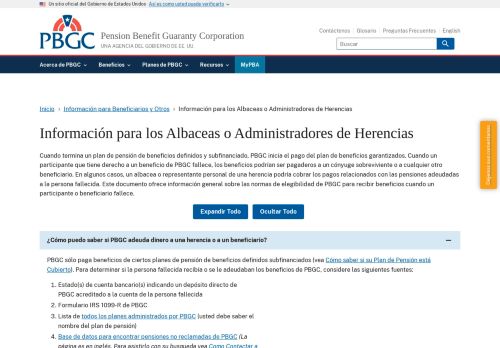 Un sitio oficial del Gobierno de Estados Unidos Así es como usted puede verificarlo
PBGC
Pension Benefit Guaranty Corporation
UNA AGENCIA DEL GOBIERNO DE EE. UU.
Contáctenos Glosario Preguntas Frecuentes English
Buscar
Acerca de PBGC Beneficios Planes de PBGC Recursos MyPBA
Inicio › Información para Beneficiarios y Otros › Información para los Albaceas o Administradores de Herencias
Información para los Albaceas o Administradores de Herencias
Cuando termina un plan de pensión de beneficios definidos y subfinanciado, PBGC inicia el pago del plan de beneficios garantizados. Cuando un
participante que tiene derecho a un beneficio de PBGC fallece, los beneficios podrían ser pagaderos a un cónyuge sobreviviente o a cualquier otro
beneficiario. En algunos casos, un albacea o representante personal de una herencia podría cobrar los pagos relacionados con las pensiones adeudadas
a la persona fallecida. Este documento ofrece información general sobre las normas de elegibilidad de PBGC para recibir beneficios cuando un
participante o beneficiario fallece.
Expandir Todo Ocultar Todo
¿Cómo puedo saber si PBGC adeuda dinero a una herencia o a un beneficiario?
PBGC sólo paga beneficios de ciertos planes de pensión de beneficios definidos subfinanciados (vea Cómo saber si su Plan de Pensión está
Cubierto). Para determinar si la persona fallecida recibía o se le adeudaban los beneficios de PBGC, considere las siguientes fuentes:
1. Estado(s) de cuenta bancario(s) indicando un depósito directo de
PBGC acreditado a la cuenta de la persona fallecida
2. Formulario IRS 1099-R de PBGC
3. Lista de todos los planes administrados por PBGC (usted debe saber el
nombre del plan de pensión)
4. Base de datos para encontrar pensiones no reclamadas de PBGC (La
página es en inglés. Para asistirlo con su busqueda vea Como Contactar a